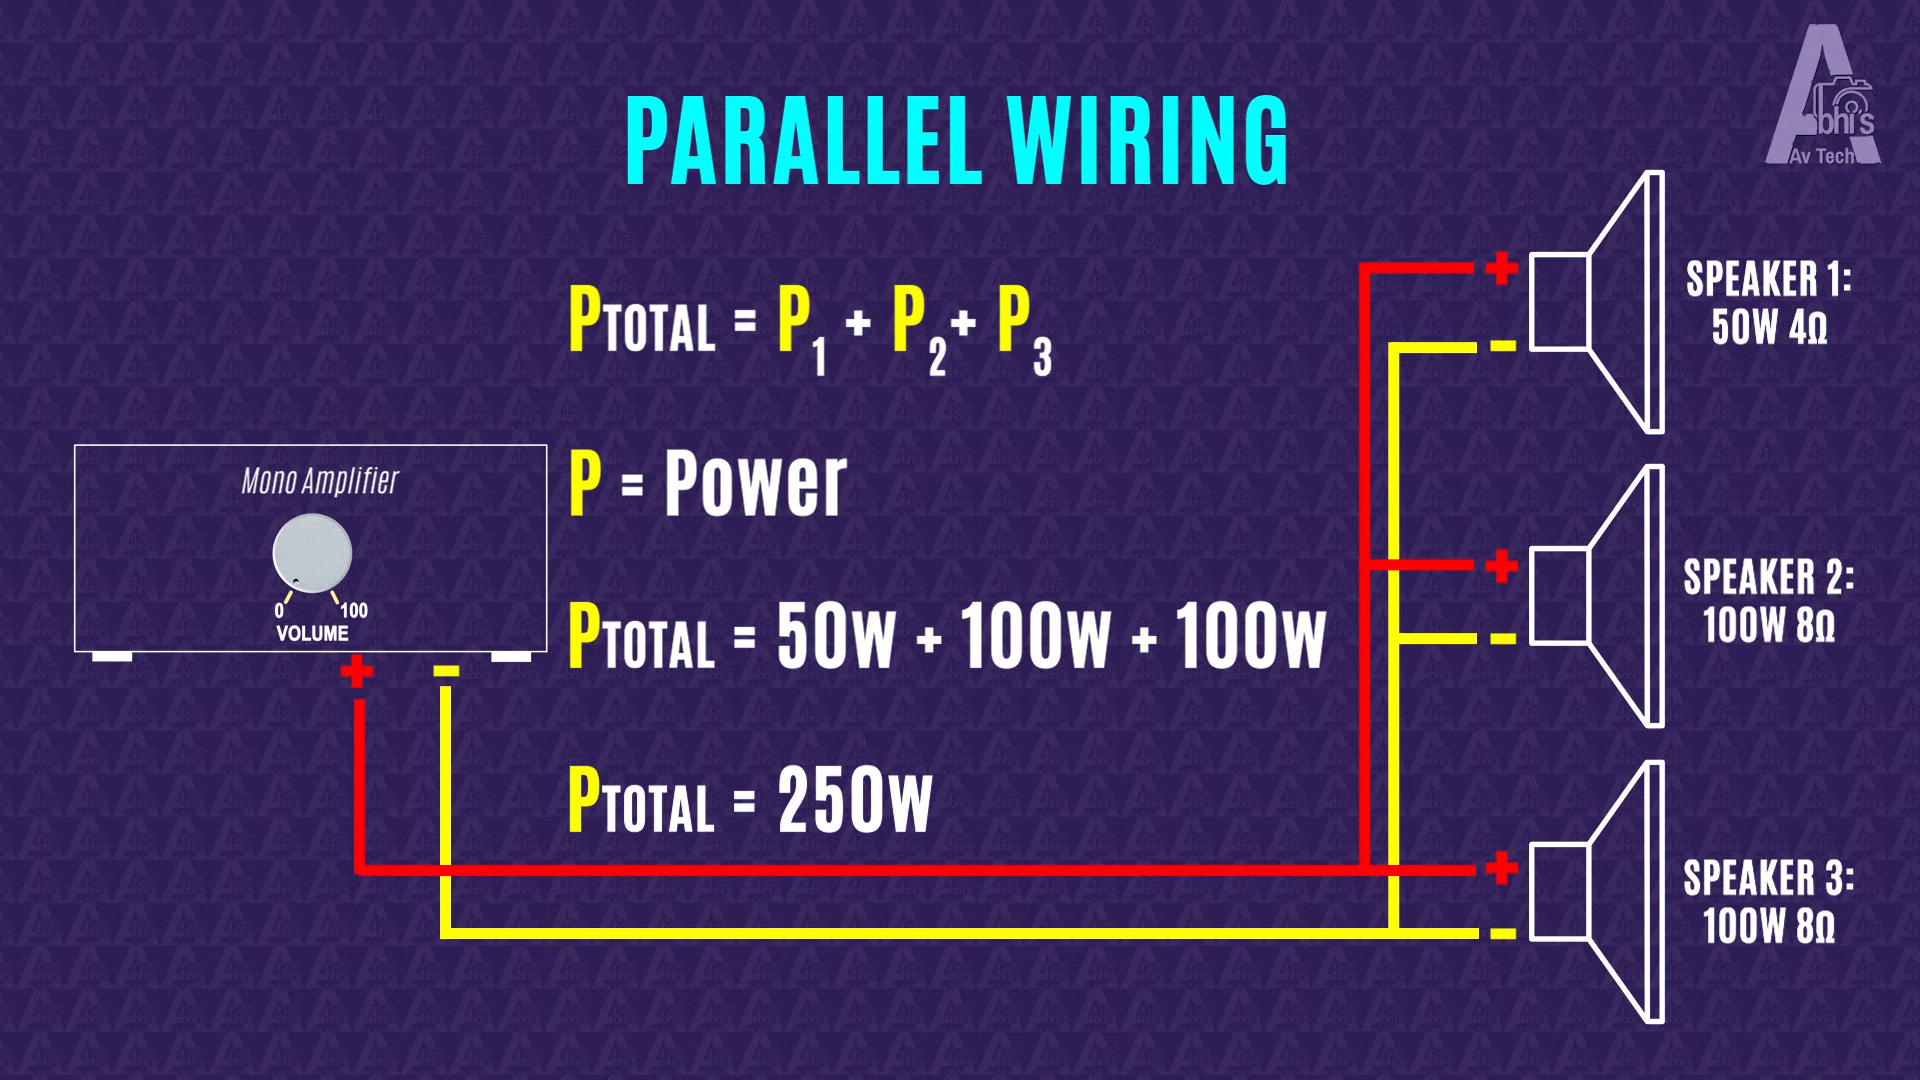 Abhi's
Av Tech
PARALLEL WIRING
PTOTAL = P1 + P2 + P3
P = Power
PTOTAL = 50W + 100W + 100W
PTOTAL = 250W
Mono Amplifier
0 100
VOLUME
+ -
+
-
SPEAKER 1:
50W 4Ω
+
-
SPEAKER 2:
100W 8Ω
+
-
SPEAKER 3:
100W 8Ω